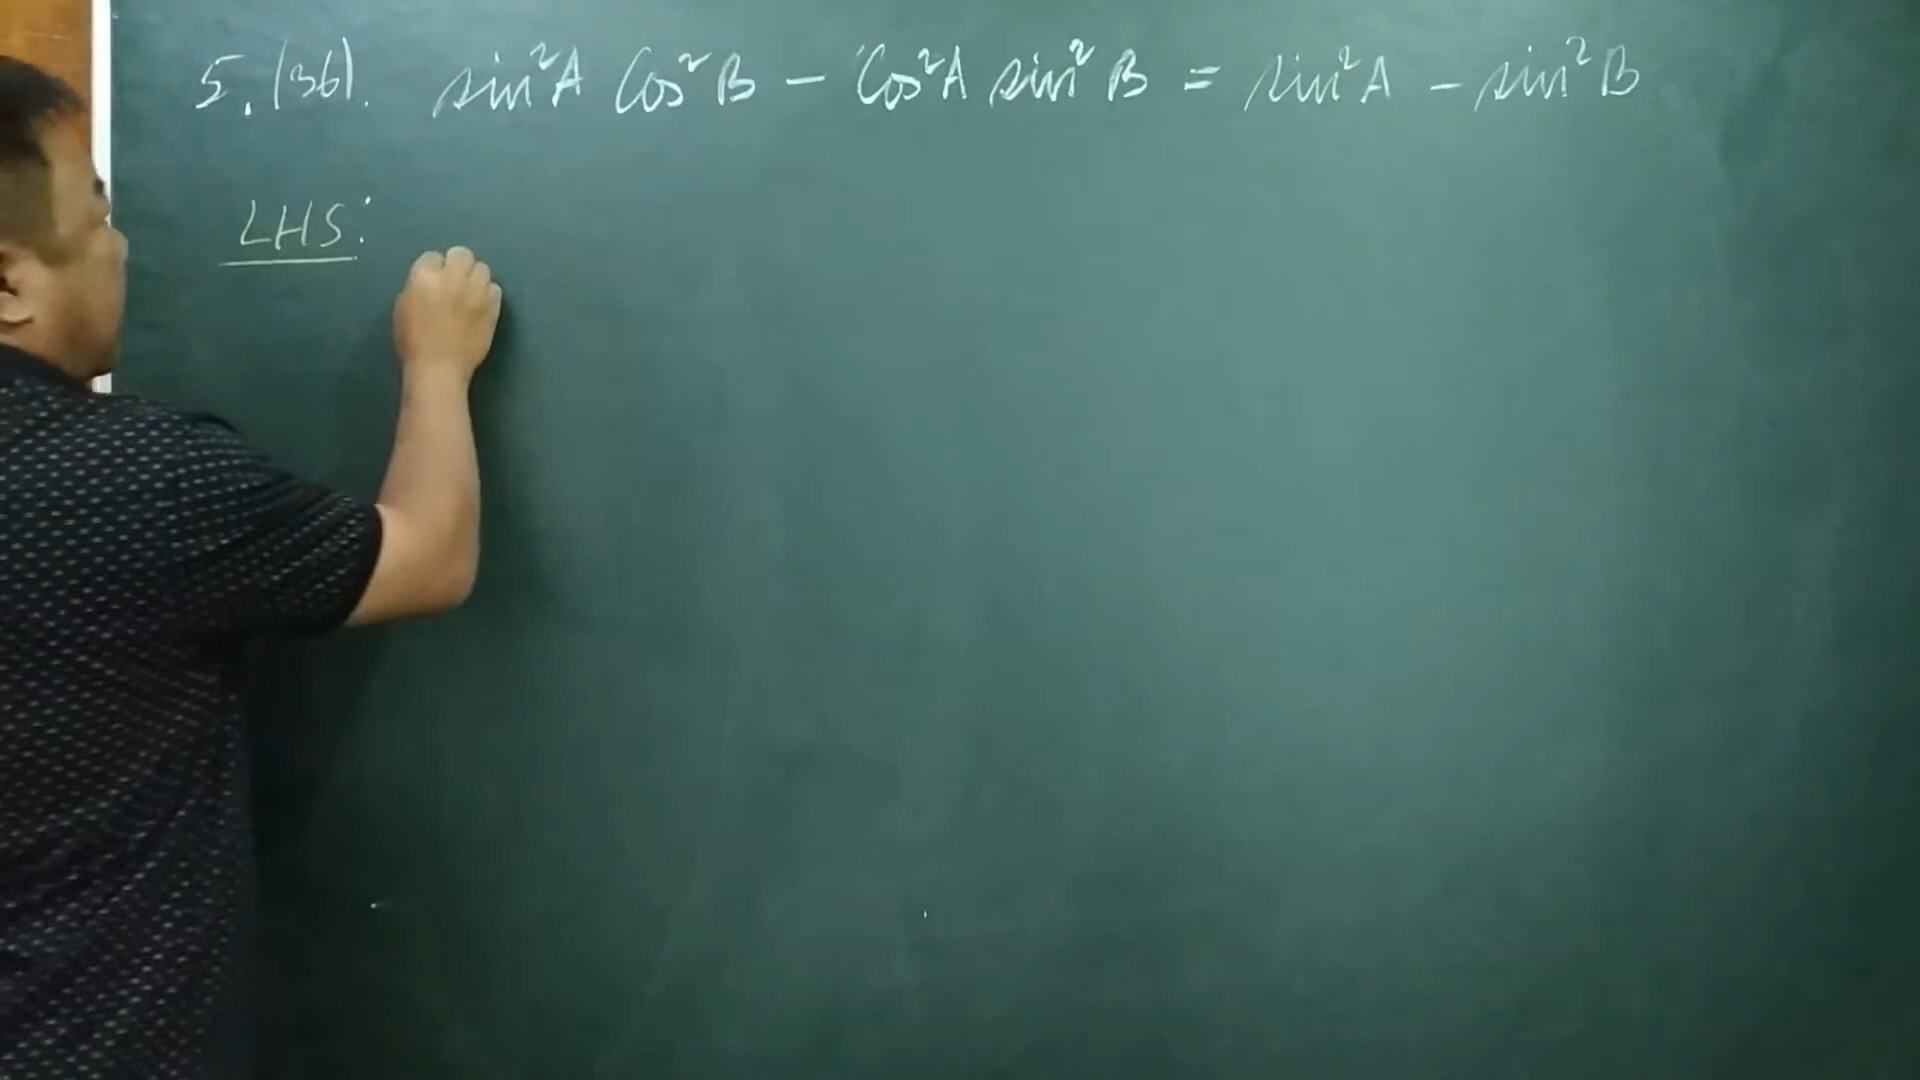 5. (36). sin²A Cos²B - Cos²A sin²B = sin²A - sin²B
LHS: